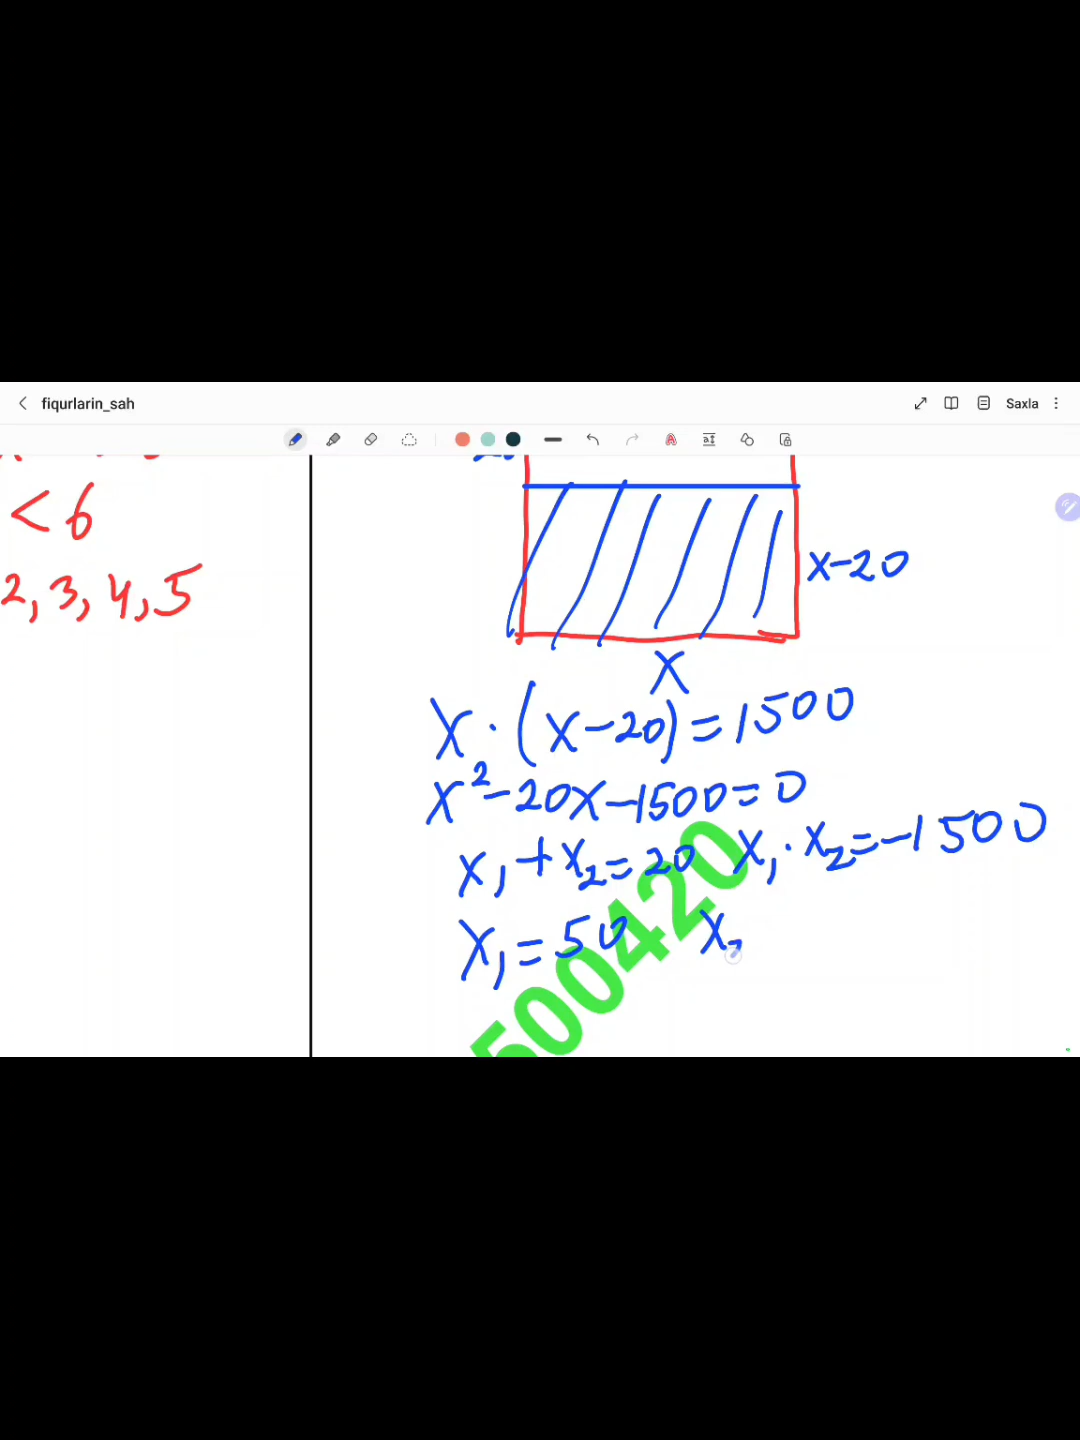 fiqurlarin_sah Saxla
< 6
2, 3, 4, 5
x-20
x
x · (x-20) = 1500
x² - 20x - 1500 = 0
x₁ + x₂ = 20 x₁ · x₂ = -1500
x₁ = 50 x₂
500420